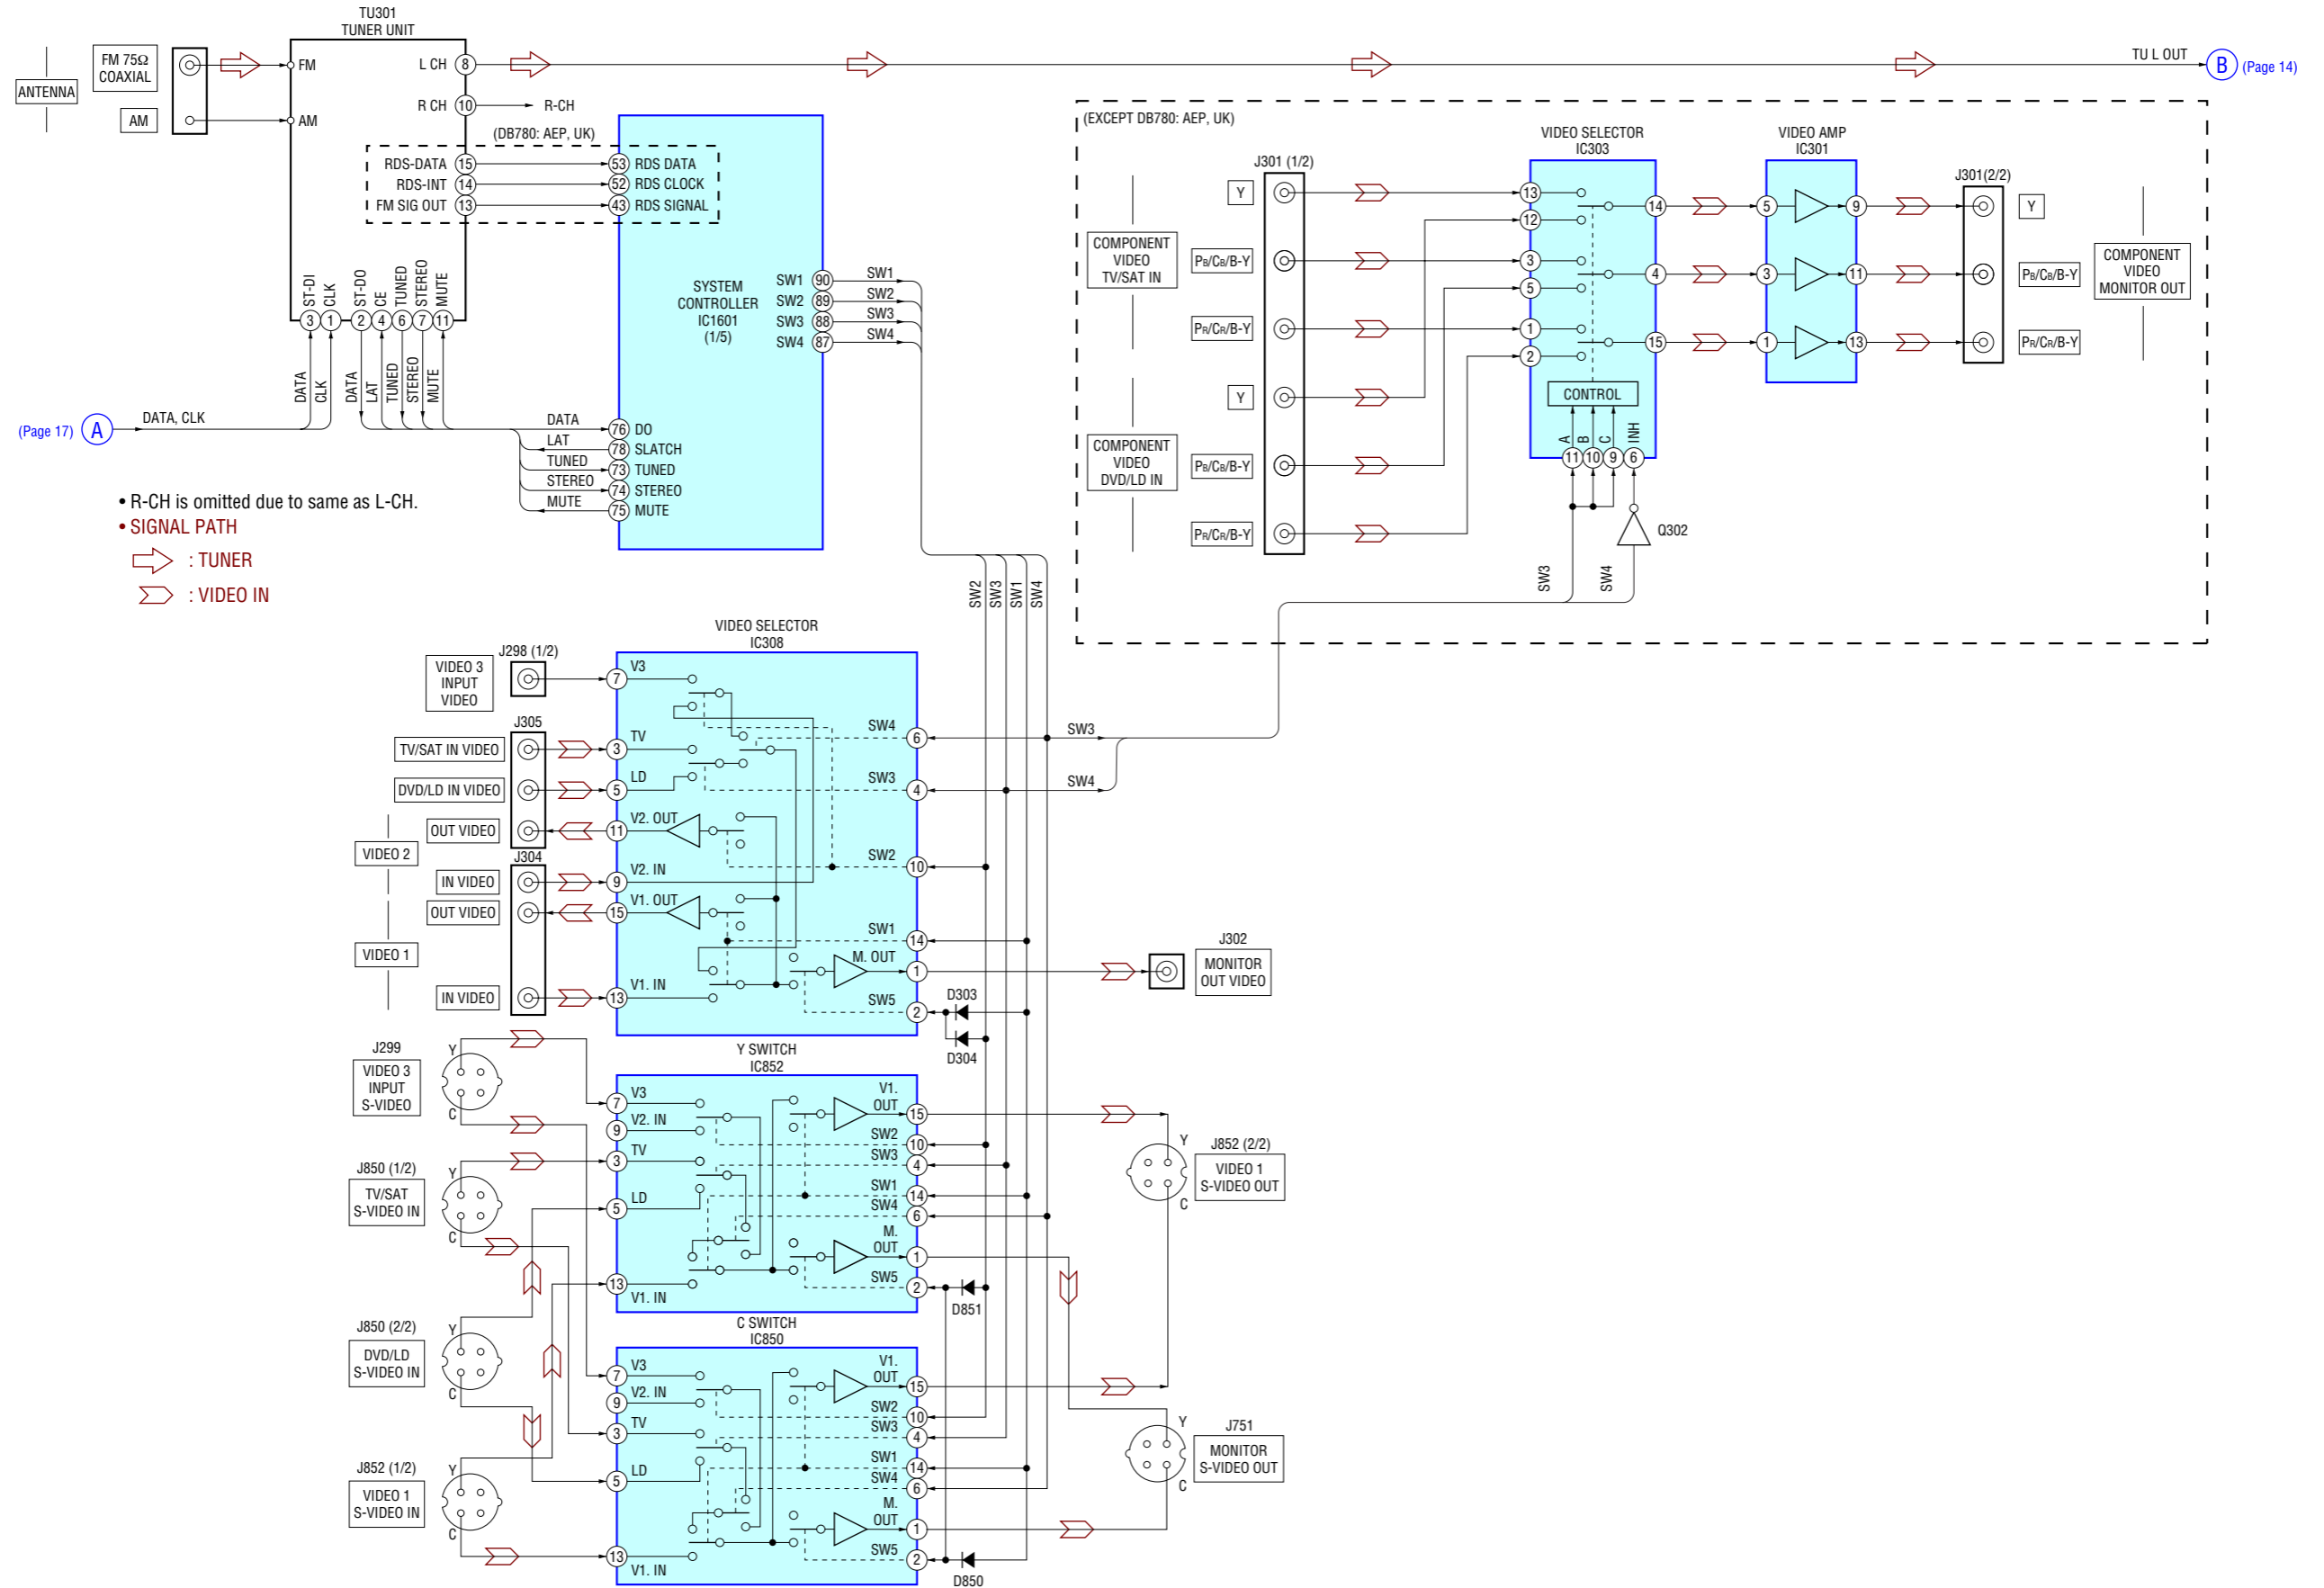 TU301
TUNER UNIT
ANTENNA
FM 75Ω
COAXIAL
AM
FM
AM
L CH 8
R CH 10
R-CH
TU L OUT
B (Page 14)
(DB780: AEP, UK)
RDS-DATA 15
RDS-INT 14
FM SIG OUT 13
53 RDS DATA
52 RDS CLOCK
43 RDS SIGNAL
ST-DI
CLK
ST-DO
CE
TUNED
STEREO
MUTE
3 1 2 4 6 7 11
DATA
CLK
DATA
LAT
TUNED
STEREO
MUTE
(Page 17) A
DATA, CLK
SYSTEM
CONTROLLER
IC1601
(1/5)
SW1 90 SW1
SW2 89 SW2
SW3 88 SW3
SW4 87 SW4
DATA 76 DO
LAT 78 SLATCH
TUNED 73 TUNED
STEREO 74 STEREO
MUTE 75 MUTE
• R-CH is omitted due to same as L-CH.
• SIGNAL PATH
: TUNER
: VIDEO IN
(EXCEPT DB780: AEP, UK)
J301 (1/2)
COMPONENT
VIDEO
TV/SAT IN
Y
PB/CB/B-Y
PR/CR/B-Y
COMPONENT
VIDEO
DVD/LD IN
Y
PB/CB/B-Y
PR/CR/B-Y
VIDEO SELECTOR
IC303
13
12
3
5
1
2
14
4
15
CONTROL
A
B
C
INH
11 10 9 6
Q302
SW3
SW4
VIDEO AMP
IC301
5 9
3 11
1 13
J301(2/2)
Y
PB/CB/B-Y
PR/CR/B-Y
COMPONENT
VIDEO
MONITOR OUT
SW2
SW3
SW1
SW4
VIDEO SELECTOR
IC308
J298 (1/2)
VIDEO 3
INPUT
VIDEO
7 V3
J305
TV/SAT IN VIDEO
3 TV
DVD/LD IN VIDEO
5 LD
OUT VIDEO
11 V2. OUT
VIDEO 2
J304
IN VIDEO
9 V2. IN
OUT VIDEO
15 V1. OUT
VIDEO 1
IN VIDEO
13 V1. IN
SW4 6
SW3
SW3 4
SW4
SW2 10
SW1 14
M. OUT 1
SW5 2
D303
D304
J302
MONITOR
OUT VIDEO
Y SWITCH
IC852
J299
VIDEO 3
INPUT
S-VIDEO
Y
C
J850 (1/2)
TV/SAT
S-VIDEO IN
Y
C
7 V3
9 V2. IN
3 TV
5 LD
13 V1. IN
V1.
OUT 15
SW2 10
SW3 4
SW1 14
SW4 6
M.
OUT 1
SW5 2
D851
J852 (2/2)
VIDEO 1
S-VIDEO OUT
Y
C
C SWITCH
IC850
J850 (2/2)
DVD/LD
S-VIDEO IN
Y
C
J852 (1/2)
VIDEO 1
S-VIDEO IN
Y
C
7 V3
9 V2. IN
3 TV
5 LD
13 V1. IN
V1.
OUT 15
SW2 10
SW3 4
SW1 14
SW4 6
M.
OUT 1
SW5 2
D850
J751
MONITOR
S-VIDEO OUT
Y
C